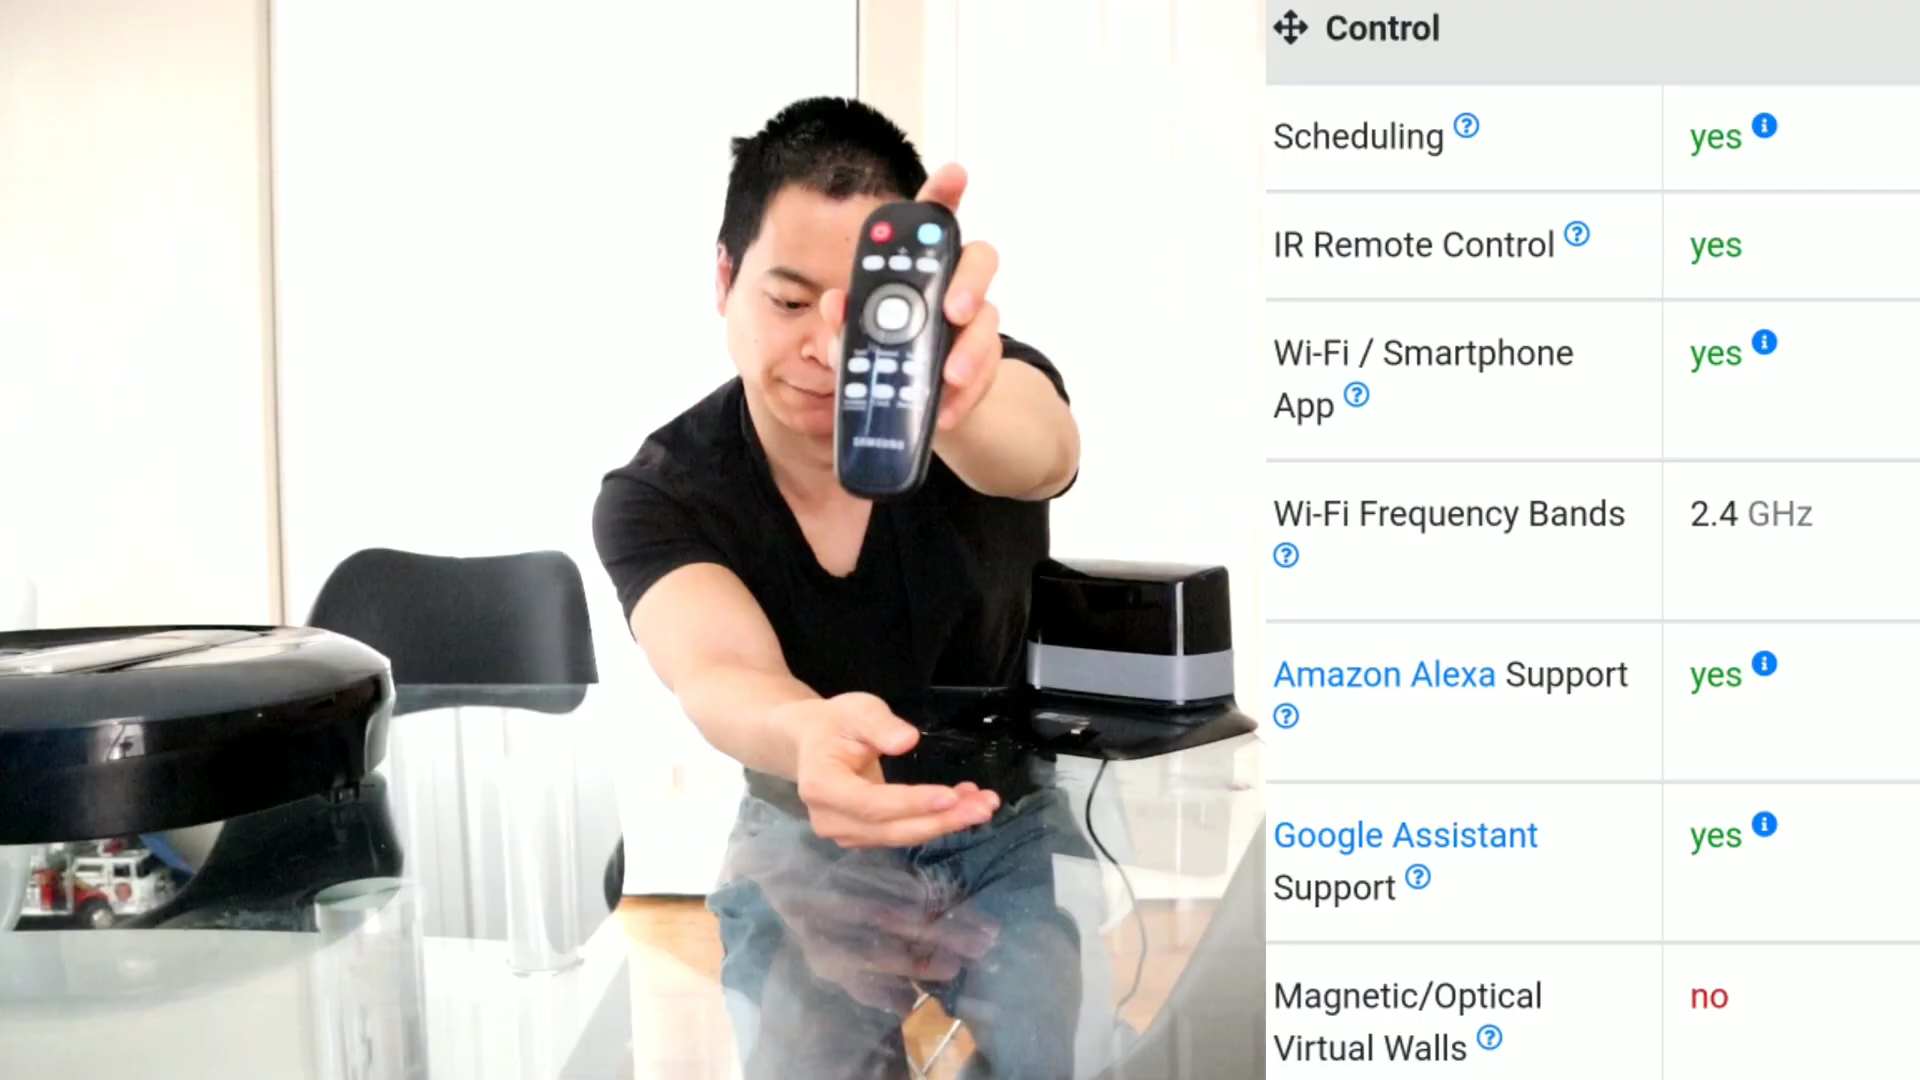 Control
Scheduling
yes
IR Remote Control
yes
Wi-Fi / Smartphone
App
yes
Wi-Fi Frequency Bands
2.4 GHz
Amazon Alexa Support
yes
Google Assistant
Support
yes
Magnetic/Optical
Virtual Walls
no
SAMSUNG